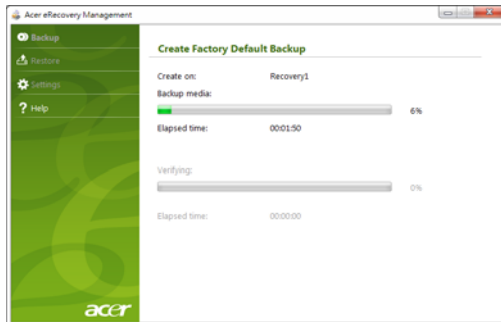 Acer eRecovery Management
Backup
Restore
Settings
Help
Create Factory Default Backup
Create on: Recovery1
Backup media:
6%
Elapsed time: 00:01:50
Verifying:
0%
Elapsed time: 00:00:00
acer